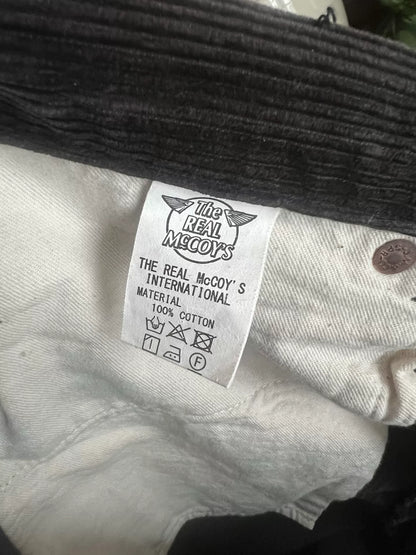 The
REAL
McCOY'S
THE REAL McCOY'S
INTERNATIONAL
MATERIAL
100% COTTON
F